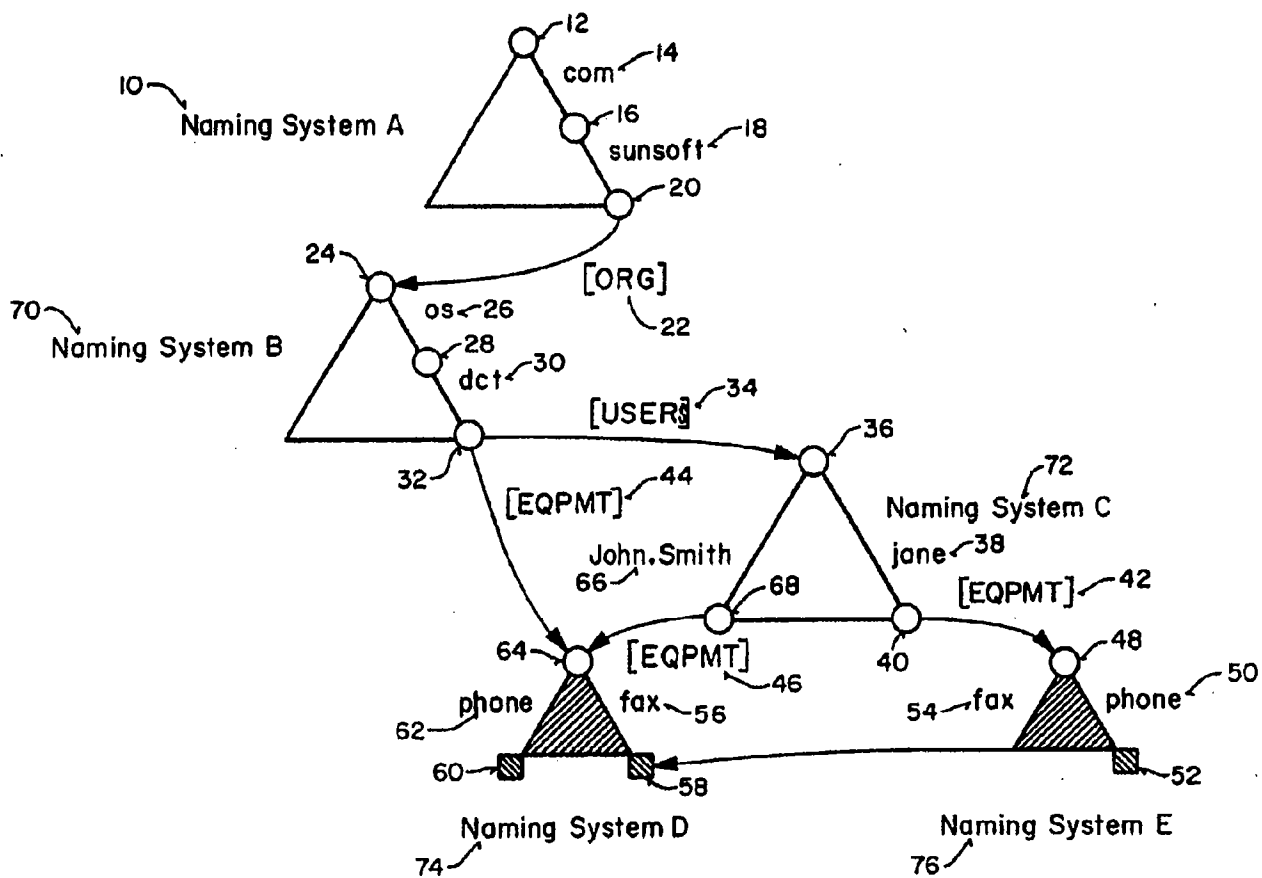 12
com 14
10
Naming System A
16
sunsoft 18
20
24
[ORG]
22
os 26
70
Naming System B
28
dct 30
[USERS] 34
36
32
[EQPMT] 44
72
Naming System C
John.Smith
66
jane 38
[EQPMT] 42
68
64
[EQPMT]
46
40
48
phone
62
fax 56
54 fax
phone 50
60
58
52
Naming System D
74
Naming System E
76